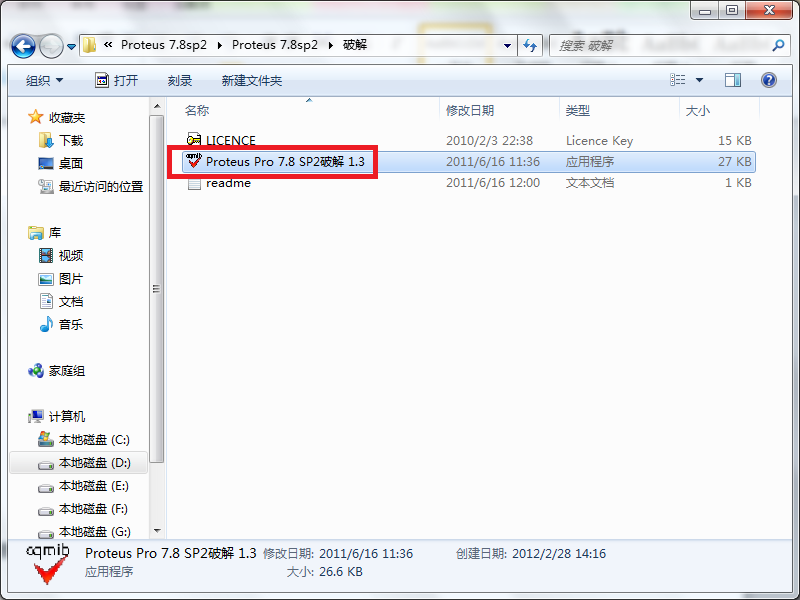 « Proteus 7.8sp2 Proteus 7.8sp2 破解
搜索 破解
组织 打开 刻录 新建文件夹
名称 修改日期 类型 大小
LICENCE 2010/2/3 22:38 Licence Key 15 KB
Proteus Pro 7.8 SP2破解 1.3 2011/6/16 11:36 应用程序 27 KB
readme 2011/6/16 12:00 文本文档 1 KB
收藏夹
下载
桌面
最近访问的位置
库
视频
图片
文档
音乐
家庭组
计算机
本地磁盘 (C:)
本地磁盘 (D:)
本地磁盘 (E:)
本地磁盘 (F:)
本地磁盘 (G:)
cqmib
Proteus Pro 7.8 SP2破解 1.3 修改日期: 2011/6/16 11:36 创建日期: 2012/2/28 14:16
应用程序 大小: 26.6 KB